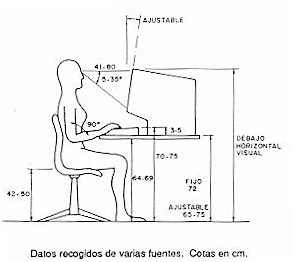 AJUSTABLE
41-80
5-35°
90°
3-5
DEBAJO
HORIZONTAL
VISUAL
70-75
64-69
FIJO
72
42-50
AJUSTABLE
65-75
Datos recogidos de varias fuentes. Cotas en cm.